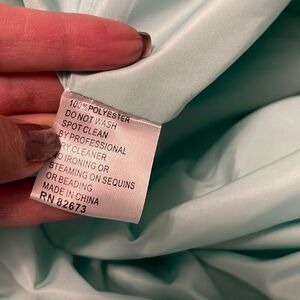 100% POLYESTER
DO NOT WASH
SPOT CLEAN
BY PROFESSIONAL
DRY CLEANER
NO IRONING OR
STEAMING ON SEQUINS
OR BEADING
MADE IN CHINA
RN 82673